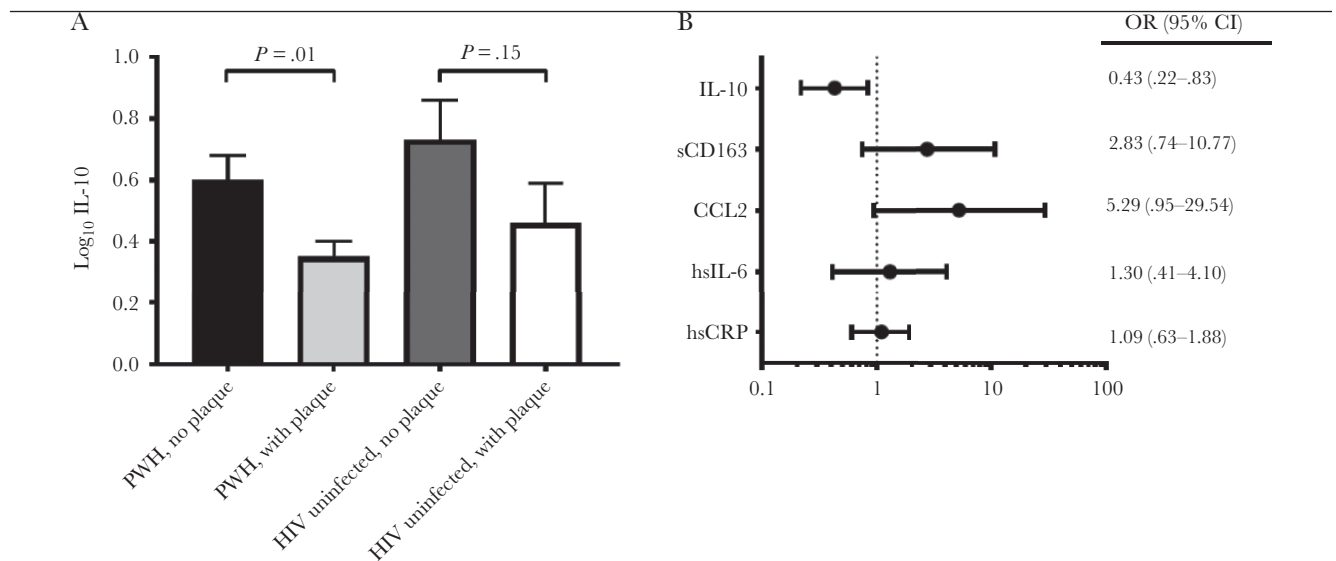 A
P = .01
P = .15
1.0
0.8
0.6
0.4
0.2
0.0
Log10 IL-10
PWH, no plaque
PWH, with plaque
HIV uninfected, no plaque
HIV uninfected, with plaque
B
OR (95% CI)
IL-10
0.43 (.22–.83)
sCD163
2.83 (.74–10.77)
CCL2
5.29 (.95–29.54)
hsIL-6
1.30 (.41–4.10)
hsCRP
1.09 (.63–1.88)
0.1
1
10
100